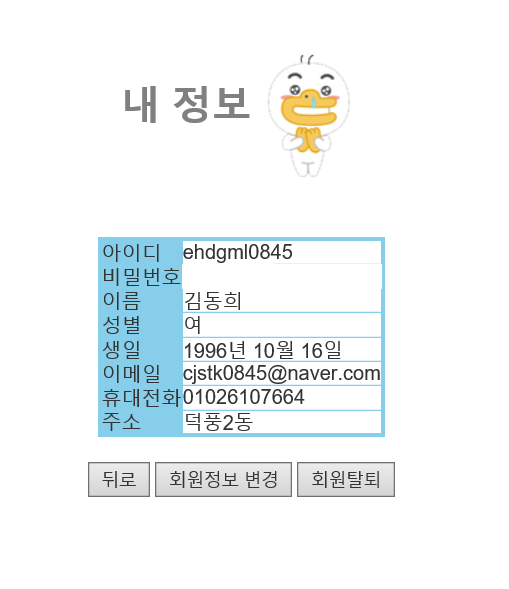 내 정보
아이디 ehdgml0845
비밀번호
이름 김동희
성별 여
생일 1996년 10월 16일
이메일 cjstk0845@naver.com
휴대전화 01026107664
주소 덕풍2동
뒤로 회원정보 변경 회원탈퇴